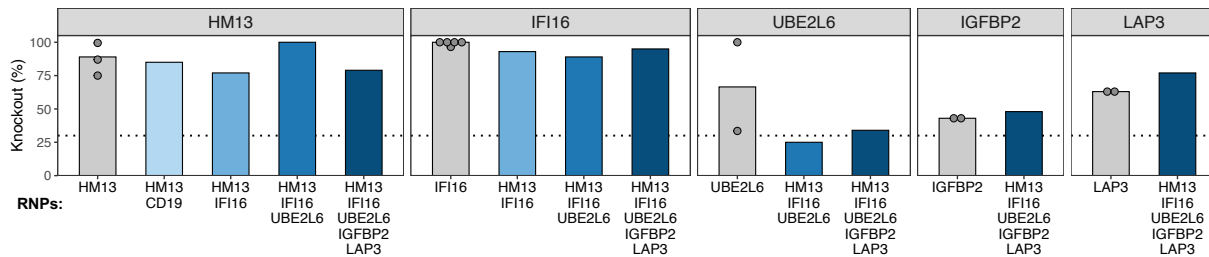 HM13 IFI16 UBE2L6 IGFBP2 LAP3
Knockout (%)
100
75
50
25
0
RNPs:
HM13
HM13
CD19
HM13
IFI16
HM13
IFI16
UBE2L6
HM13
IFI16
UBE2L6
IGFBP2
LAP3
IFI16
HM13
IFI16
HM13
IFI16
UBE2L6
HM13
IFI16
UBE2L6
IGFBP2
LAP3
UBE2L6
HM13
IFI16
UBE2L6
HM13
IFI16
UBE2L6
IGFBP2
LAP3
IGFBP2
HM13
IFI16
UBE2L6
IGFBP2
LAP3
LAP3
HM13
IFI16
UBE2L6
IGFBP2
LAP3